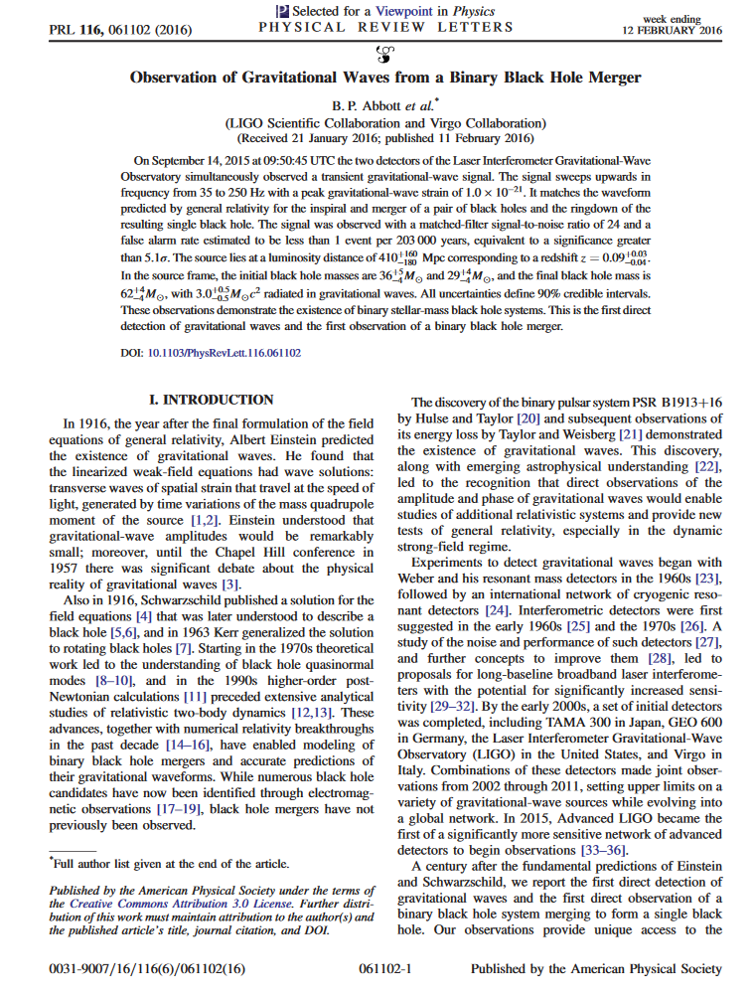 PRL 116, 061102 (2016)
Selected for a Viewpoint in Physics
PHYSICAL REVIEW LETTERS
week ending
12 FEBRUARY 2016
Observation of Gravitational Waves from a Binary Black Hole Merger
B. P. Abbott et al.*
(LIGO Scientific Collaboration and Virgo Collaboration)
(Received 21 January 2016; published 11 February 2016)
On September 14, 2015 at 09:50:45 UTC the two detectors of the Laser Interferometer Gravitational-Wave
Observatory simultaneously observed a transient gravitational-wave signal. The signal sweeps upwards in
frequency from 35 to 250 Hz with a peak gravitational-wave strain of 1.0 × 10⁻²¹. It matches the waveform
predicted by general relativity for the inspiral and merger of a pair of black holes and the ringdown of the
resulting single black hole. The signal was observed with a matched-filter signal-to-noise ratio of 24 and a
false alarm rate estimated to be less than 1 event per 203 000 years, equivalent to a significance greater
than 5.1σ. The source lies at a luminosity distance of 410+160−180 Mpc corresponding to a redshift z = 0.09+0.03−0.04.
In the source frame, the initial black hole masses are 36+5−4M⊙ and 29+4−4M⊙, and the final black hole mass is
62+4−4M⊙, with 3.0+0.5−0.5M⊙c² radiated in gravitational waves. All uncertainties define 90% credible intervals.
These observations demonstrate the existence of binary stellar-mass black hole systems. This is the first direct
detection of gravitational waves and the first observation of a binary black hole merger.
DOI: 10.1103/PhysRevLett.116.061102
I. INTRODUCTION
In 1916, the year after the final formulation of the field
equations of general relativity, Albert Einstein predicted
the existence of gravitational waves. He found that
the linearized weak-field equations had wave solutions:
transverse waves of spatial strain that travel at the speed of
light, generated by time variations of the mass quadrupole
moment of the source [1,2]. Einstein understood that
gravitational-wave amplitudes would be remarkably
small; moreover, until the Chapel Hill conference in
1957 there was significant debate about the physical
reality of gravitational waves [3].
Also in 1916, Schwarzschild published a solution for the
field equations [4] that was later understood to describe a
black hole [5,6], and in 1963 Kerr generalized the solution
to rotating black holes [7]. Starting in the 1970s theoretical
work led to the understanding of black hole quasinormal
modes [8–10], and in the 1990s higher-order post-
Newtonian calculations [11] preceded extensive analytical
studies of relativistic two-body dynamics [12,13]. These
advances, together with numerical relativity breakthroughs
in the past decade [14–16], have enabled modeling of
binary black hole mergers and accurate predictions of
their gravitational waveforms. While numerous black hole
candidates have now been identified through electromag-
netic observations [17–19], black hole mergers have not
previously been observed.
*Full author list given at the end of the article.
Published by the American Physical Society under the terms of
the Creative Commons Attribution 3.0 License. Further distri-
bution of this work must maintain attribution to the author(s) and
the published article's title, journal citation, and DOI.
The discovery of the binary pulsar system PSR B1913+16
by Hulse and Taylor [20] and subsequent observations of
its energy loss by Taylor and Weisberg [21] demonstrated
the existence of gravitational waves. This discovery,
along with emerging astrophysical understanding [22],
led to the recognition that direct observations of the
amplitude and phase of gravitational waves would enable
studies of additional relativistic systems and provide new
tests of general relativity, especially in the dynamic
strong-field regime.
Experiments to detect gravitational waves began with
Weber and his resonant mass detectors in the 1960s [23],
followed by an international network of cryogenic reso-
nant detectors [24]. Interferometric detectors were first
suggested in the early 1960s [25] and the 1970s [26]. A
study of the noise and performance of such detectors [27],
and further concepts to improve them [28], led to
proposals for long-baseline broadband laser interferome-
ters with the potential for significantly increased sensi-
tivity [29–32]. By the early 2000s, a set of initial detectors
was completed, including TAMA 300 in Japan, GEO 600
in Germany, the Laser Interferometer Gravitational-Wave
Observatory (LIGO) in the United States, and Virgo in
Italy. Combinations of these detectors made joint obser-
vations from 2002 through 2011, setting upper limits on a
variety of gravitational-wave sources while evolving into
a global network. In 2015, Advanced LIGO became the
first of a significantly more sensitive network of advanced
detectors to begin observations [33–36].
A century after the fundamental predictions of Einstein
and Schwarzschild, we report the first direct detection of
gravitational waves and the first direct observation of a
binary black hole system merging to form a single black
hole. Our observations provide unique access to the
0031-9007/16/116(6)/061102(16)
061102-1
Published by the American Physical Society